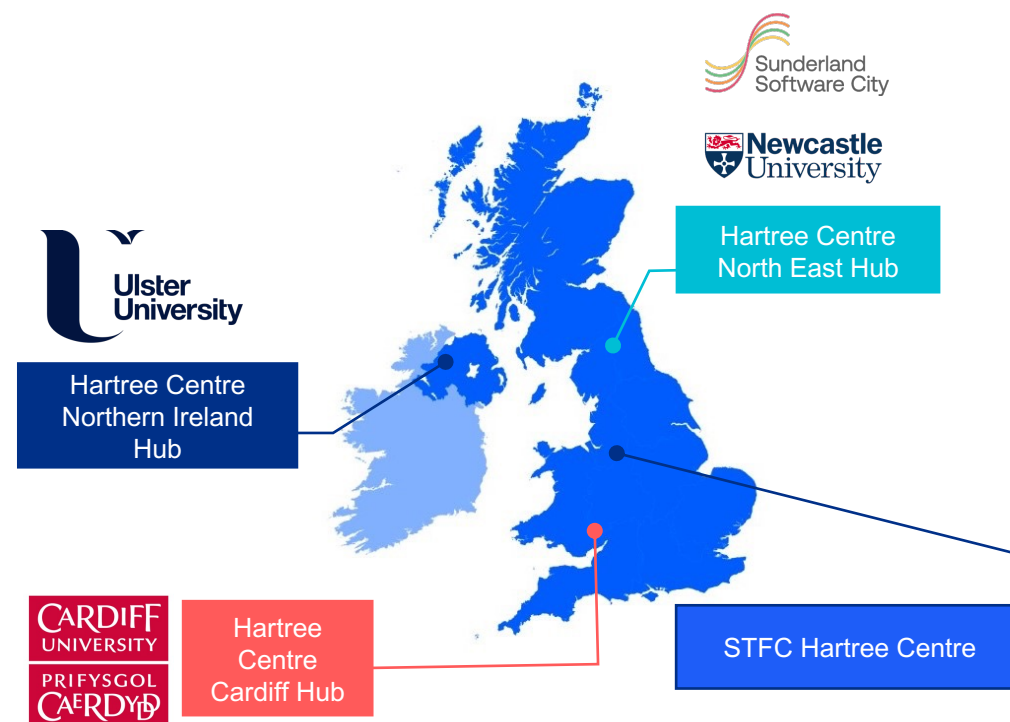 Sunderland
Software City
Newcastle
University
Hartree Centre
North East Hub
Ulster
University
Hartree Centre
Northern Ireland
Hub
CARDIFF
UNIVERSITY
PRIFYSGOL
CAERDYDD
Hartree
Centre
Cardiff Hub
STFC Hartree Centre